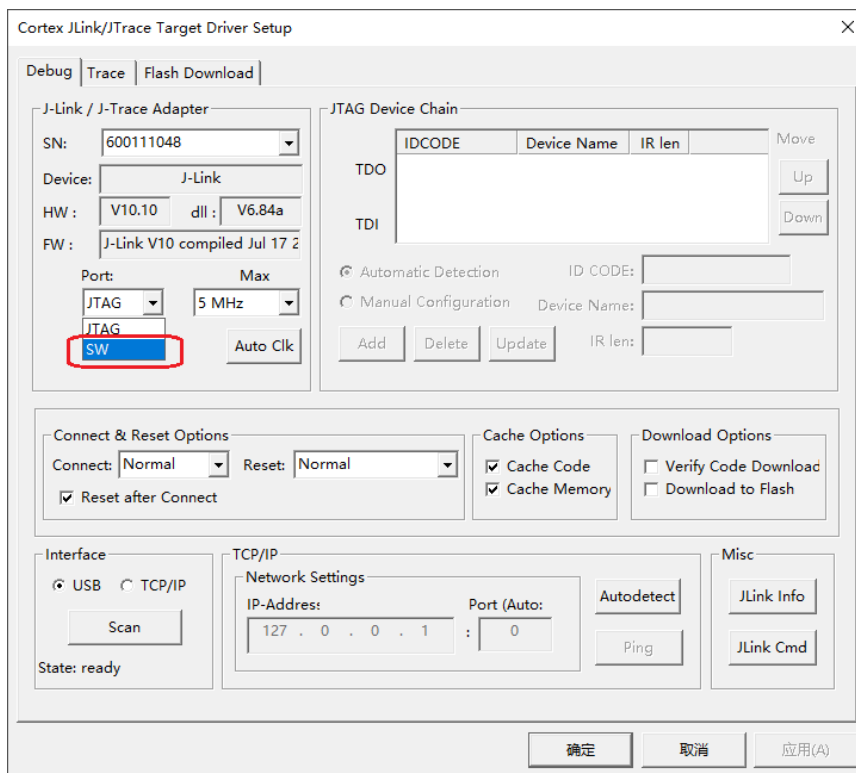 Cortex JLink/JTrace Target Driver Setup
Debug
Trace
Flash Download
J-Link / J-Trace Adapter
SN:
600111048
Device:
J-Link
HW :
V10.10
dll :
V6.84a
FW :
J-Link V10 compiled Jul 17 2
Port:
Max
JTAG
5 MHz
JTAG
SW
Auto Clk
JTAG Device Chain
IDCODE
Device Name
IR len
Move
TDO
TDI
Up
Down
Automatic Detection
ID CODE:
Manual Configuration
Device Name:
Add
Delete
Update
IR len:
Connect & Reset Options
Connect:
Normal
Reset:
Normal
Reset after Connect
Cache Options
Cache Code
Cache Memory
Download Options
Verify Code Download
Download to Flash
Interface
USB
TCP/IP
Scan
State: ready
TCP/IP
Network Settings
IP-Address
Port (Auto:
127 . 0 . 0 . 1
:
0
Autodetect
Ping
Misc
JLink Info
JLink Cmd
确定
取消
应用(A)